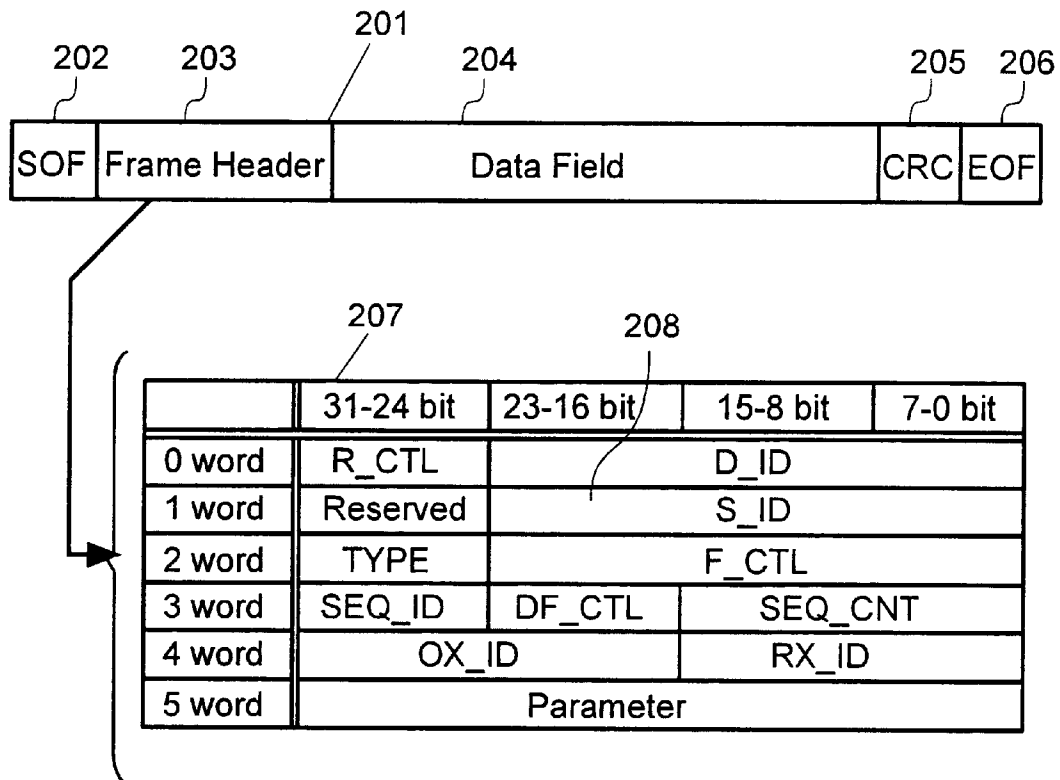 201
202 203 204 205 206
SOF Frame Header Data Field CRC EOF
207 208
31-24 bit 23-16 bit 15-8 bit 7-0 bit
0 word R_CTL D_ID
1 word Reserved S_ID
2 word TYPE F_CTL
3 word SEQ_ID DF_CTL SEQ_CNT
4 word OX_ID RX_ID
5 word Parameter